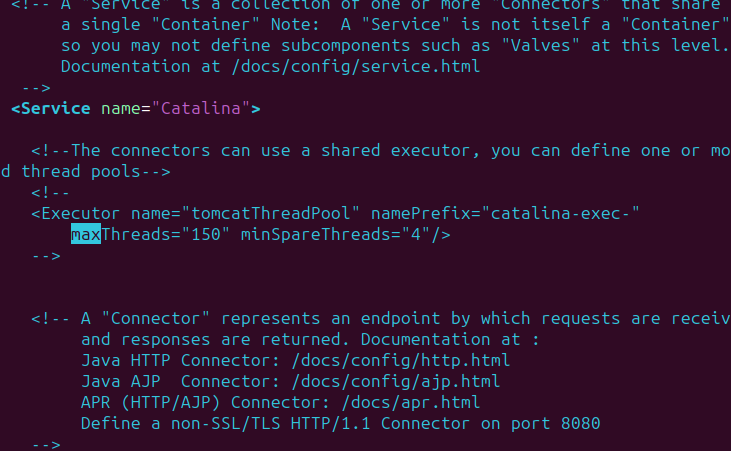 <!-- A "Service" is a collection of one or more "Connectors" that share
a single "Container" Note:  A "Service" is not itself a "Container"
so you may not define subcomponents such as "Valves" at this level.
Documentation at /docs/config/service.html
-->
<Service name="Catalina">
<!--The connectors can use a shared executor, you can define one or mo
d thread pools-->
<!--
<Executor name="tomcatThreadPool" namePrefix="catalina-exec-"
maxThreads="150" minSpareThreads="4"/>
-->
<!-- A "Connector" represents an endpoint by which requests are receiv
and responses are returned. Documentation at :
Java HTTP Connector: /docs/config/http.html
Java AJP  Connector: /docs/config/ajp.html
APR (HTTP/AJP) Connector: /docs/apr.html
Define a non-SSL/TLS HTTP/1.1 Connector on port 8080
-->